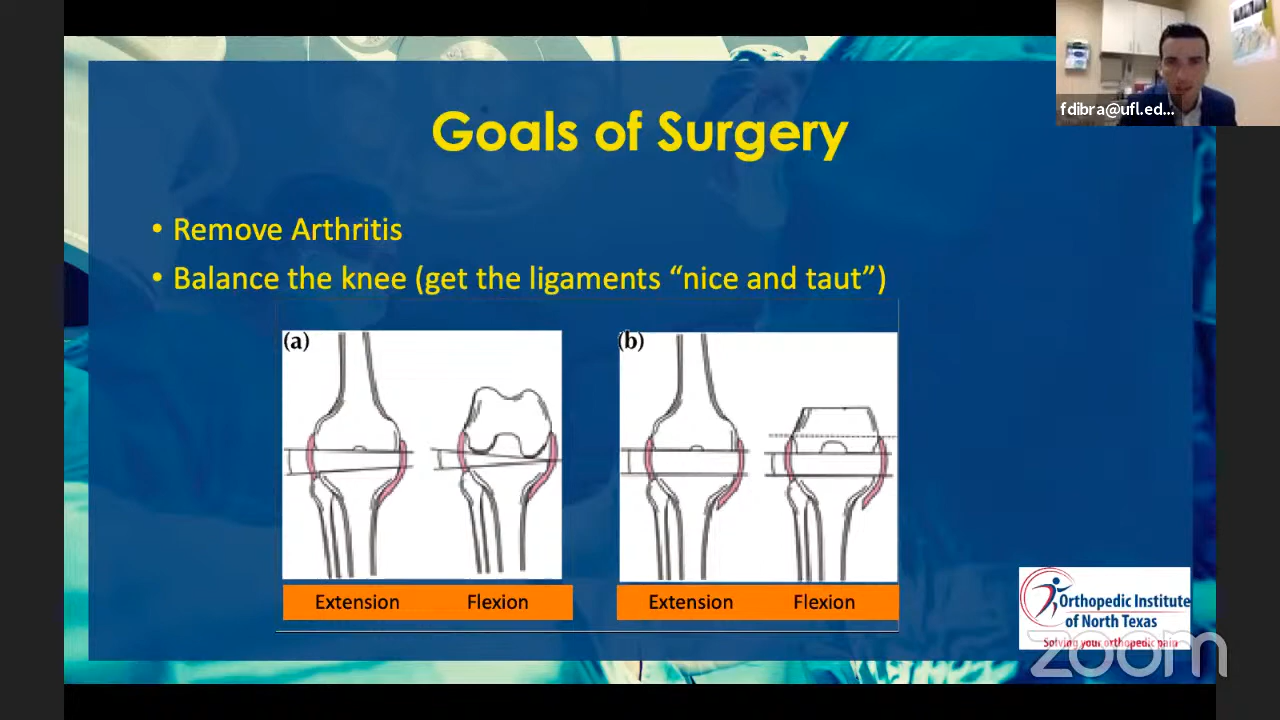 fdibra@ufl.ed...
Goals of Surgery
• Remove Arthritis
• Balance the knee (get the ligaments “nice and taut”)
(a)
(b)
Extension
Flexion
Extension
Flexion
Orthopedic Institute
of North Texas
Solving your orthopedic pain
zoom